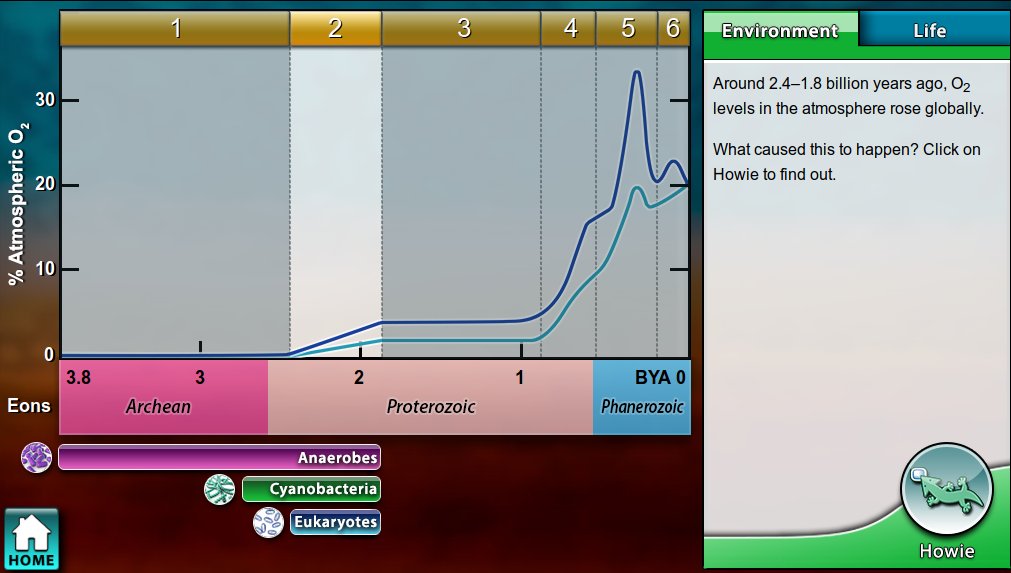 1 2 3 4 5 6
Environment
Life
% Atmospheric O2
30
20
10
0
3.8 3 2 1 BYA 0
Eons
Archean
Proterozoic
Phanerozoic
Anaerobes
Cyanobacteria
Eukaryotes
HOME
Around 2.4–1.8 billion years ago, O2
levels in the atmosphere rose globally.
What caused this to happen? Click on
Howie to find out.
Howie